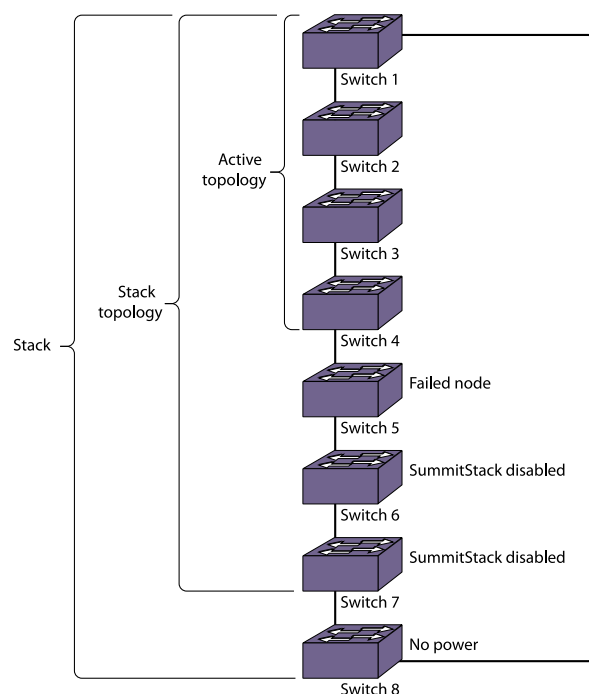 Switch 1
Switch 2
Active
topology
Switch 3
Stack
topology
Stack
Switch 4
Failed node
Switch 5
SummitStack disabled
Switch 6
SummitStack disabled
Switch 7
No power
Switch 8